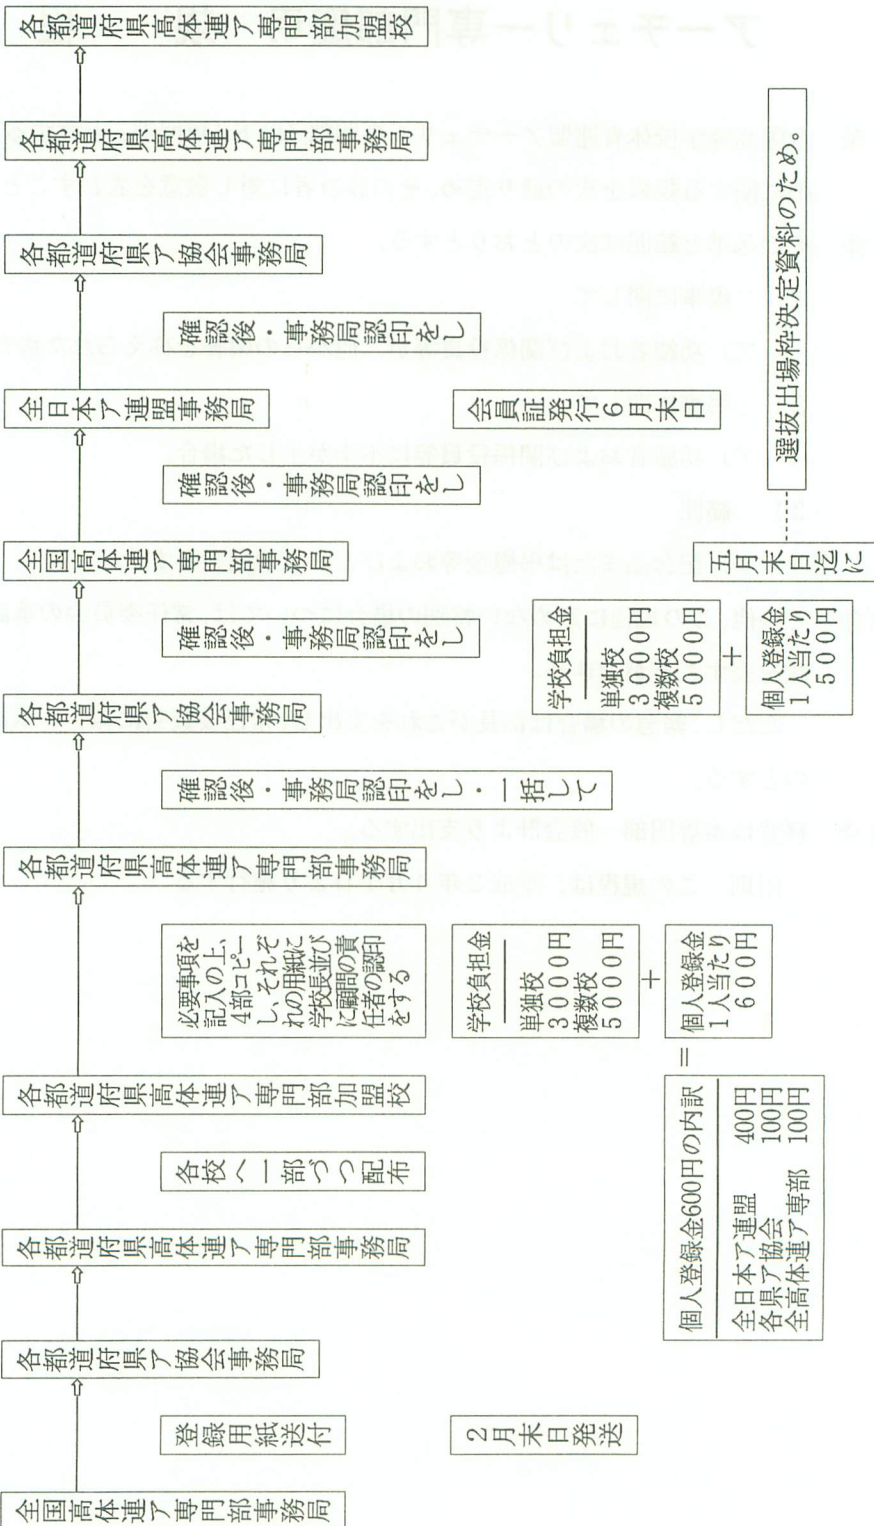 全国高体連ア専門部事務局
登録用紙送付
2月末日発送
各都道府県ア協会事務局
各都道府県高体連ア専門部事務局
各校へ一部づつ配布
各都道府県高体連ア専門部加盟校
必要事項を
記入の上、
4部コピー
し、それぞ
れの用紙に
学校長並び
に顧問の責
任者の認印
をする
学校負担金
単独校
3000円
複数校
5000円
＋
個人登録金
1人当たり
600円
＝
個人登録金600円の内訳
全日本ア連盟 400円
各県ア協会 100円
全高体連ア専部 100円
各都道府県高体連ア専門部事務局
確認後・事務局認印をし・一括して
各都道府県ア協会事務局
確認後・事務局認印をし
全国高体連ア専門部事務局
学校負担金
単独校
3000円
複数校
5000円
＋
個人登録金
1人当たり
500円
五月末日迄に
選抜出場枠決定資料のため。
確認後・事務局認印をし
全日本ア連盟事務局
会員証発行6月末日
確認後・事務局認印をし
各都道府県ア協会事務局
各都道府県高体連ア専門部事務局
各都道府県高体連ア専門部加盟校